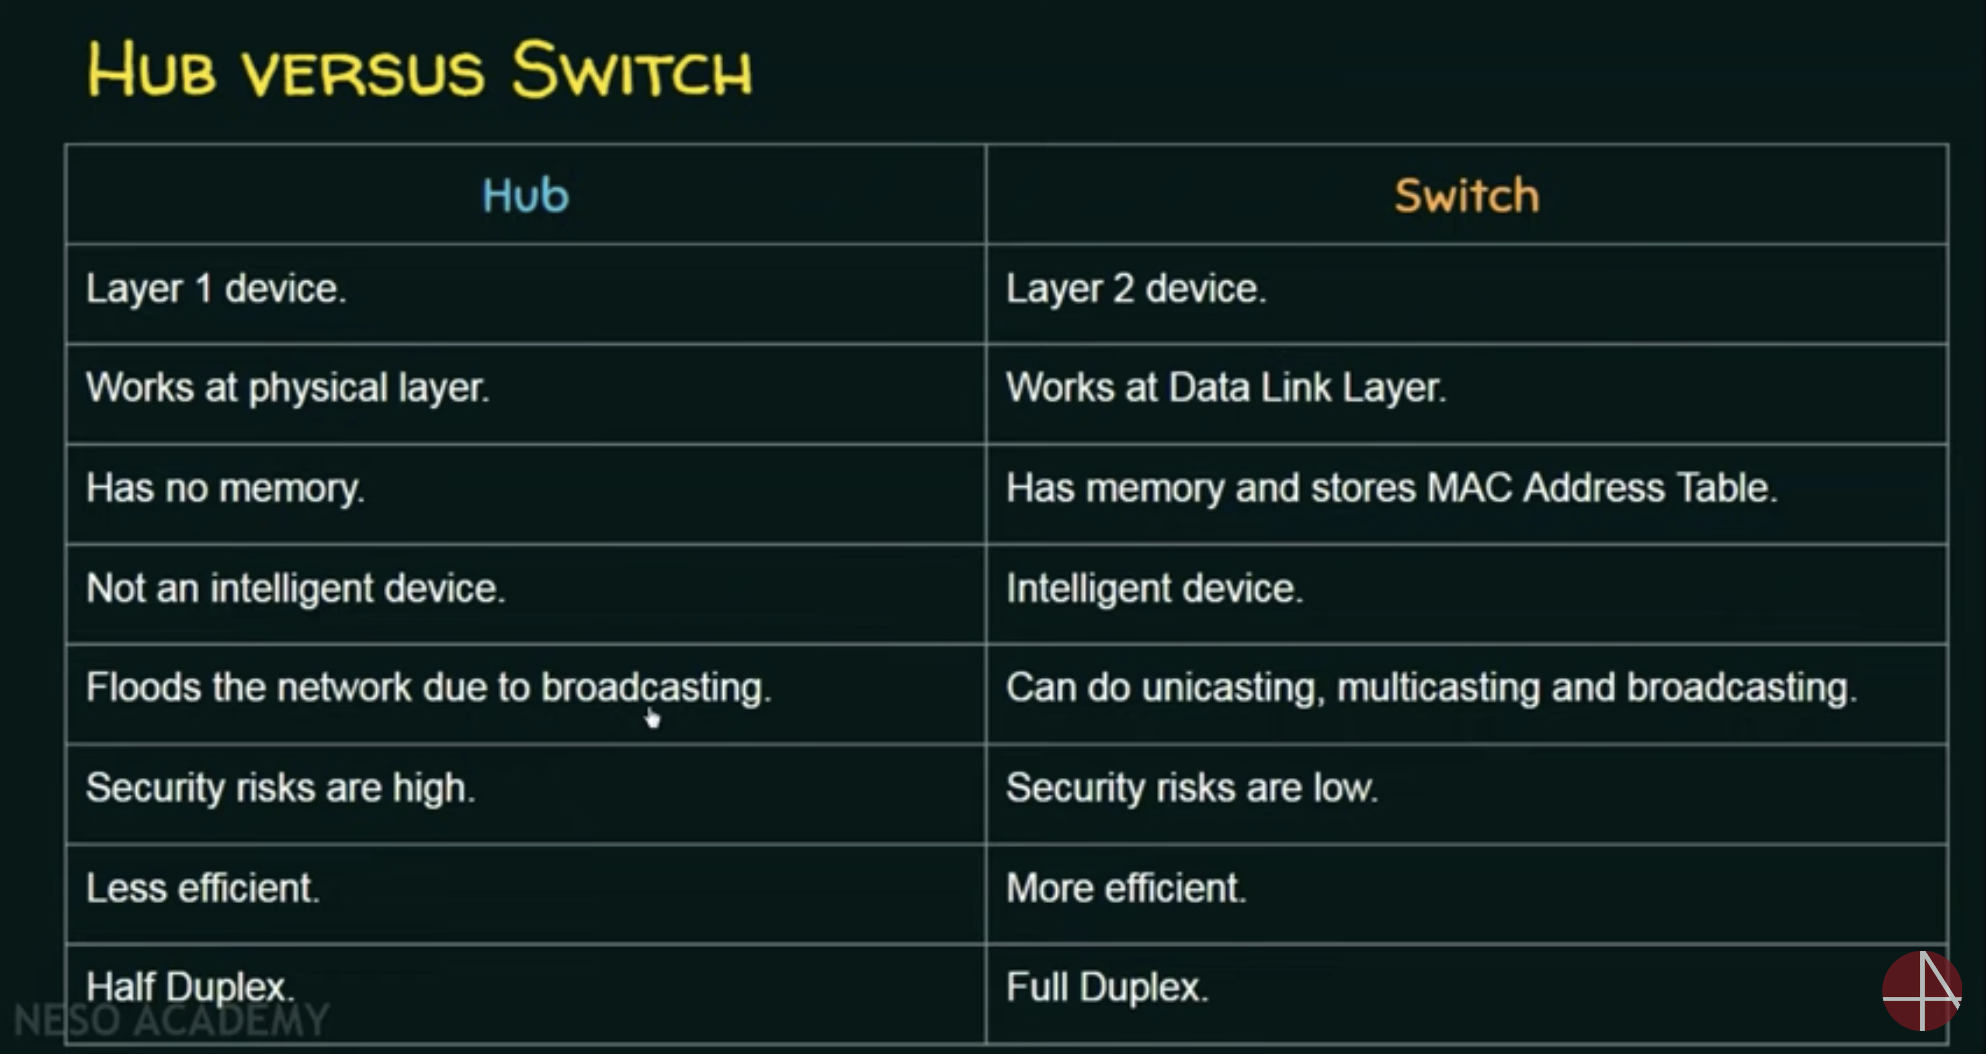 HUB VERSUS SWITCH
Hub
Switch
Layer 1 device.
Layer 2 device.
Works at physical layer.
Works at Data Link Layer.
Has no memory.
Has memory and stores MAC Address Table.
Not an intelligent device.
Intelligent device.
Floods the network due to broadcasting.
Can do unicasting, multicasting and broadcasting.
Security risks are high.
Security risks are low.
Less efficient.
More efficient.
Half Duplex.
Full Duplex.
NESO ACADEMY